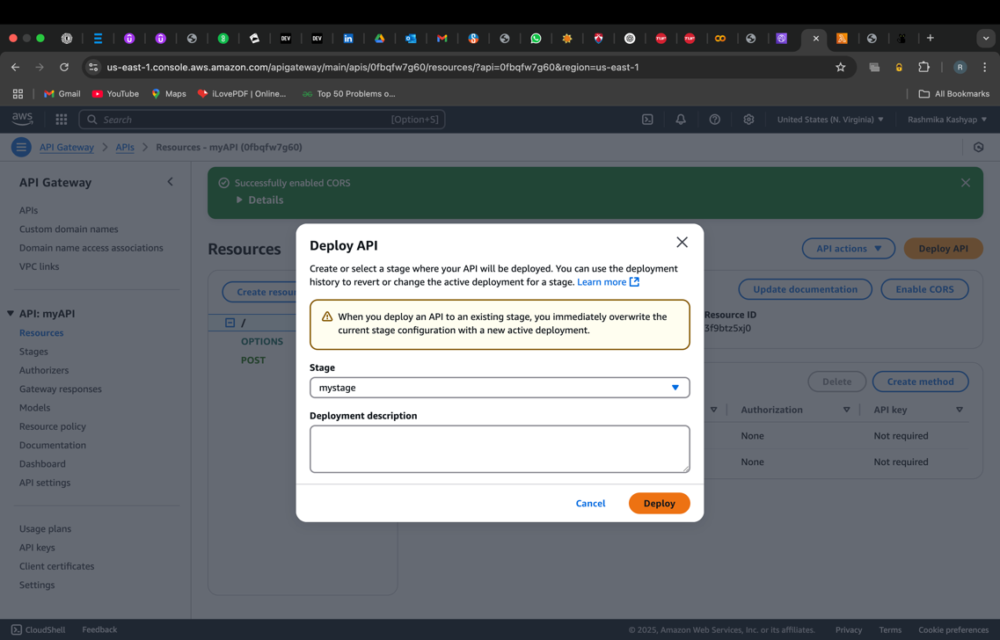 us-east-1.console.aws.amazon.com/apigateway/main/apis/0fbqfw7g60/resources/?api=0fbqfw7g60&region=us-east-1
R
Gmail
YouTube
Maps
iLovePDF | Online...
Top 50 Problems o...
All Bookmarks
aws
Search
[Option+S]
United States (N. Virginia)
Rashmika Kashyap
API Gateway
APIs
Resources - myAPI (0fbqfw7g60)
API Gateway
APIs
Custom domain names
Domain name access associations
VPC links
API: myAPI
Resources
Stages
Authorizers
Gateway responses
Models
Resource policy
Documentation
Dashboard
API settings
Usage plans
API keys
Client certificates
Settings
Successfully enabled CORS
Details
Resources
API actions
Deploy API
Create resour
/
OPTIONS
POST
Update documentation
Enable CORS
Resource ID
3f9btz5xj0
Delete
Create method
Authorization
API key
None
Not required
None
Not required
Deploy API
Create or select a stage where your API will be deployed. You can use the deployment
history to revert or change the active deployment for a stage. Learn more
When you deploy an API to an existing stage, you immediately overwrite the
current stage configuration with a new active deployment.
Stage
mystage
Deployment description
Cancel
Deploy
CloudShell
Feedback
© 2025, Amazon Web Services, Inc. or its affiliates.
Privacy
Terms
Cookie preferences